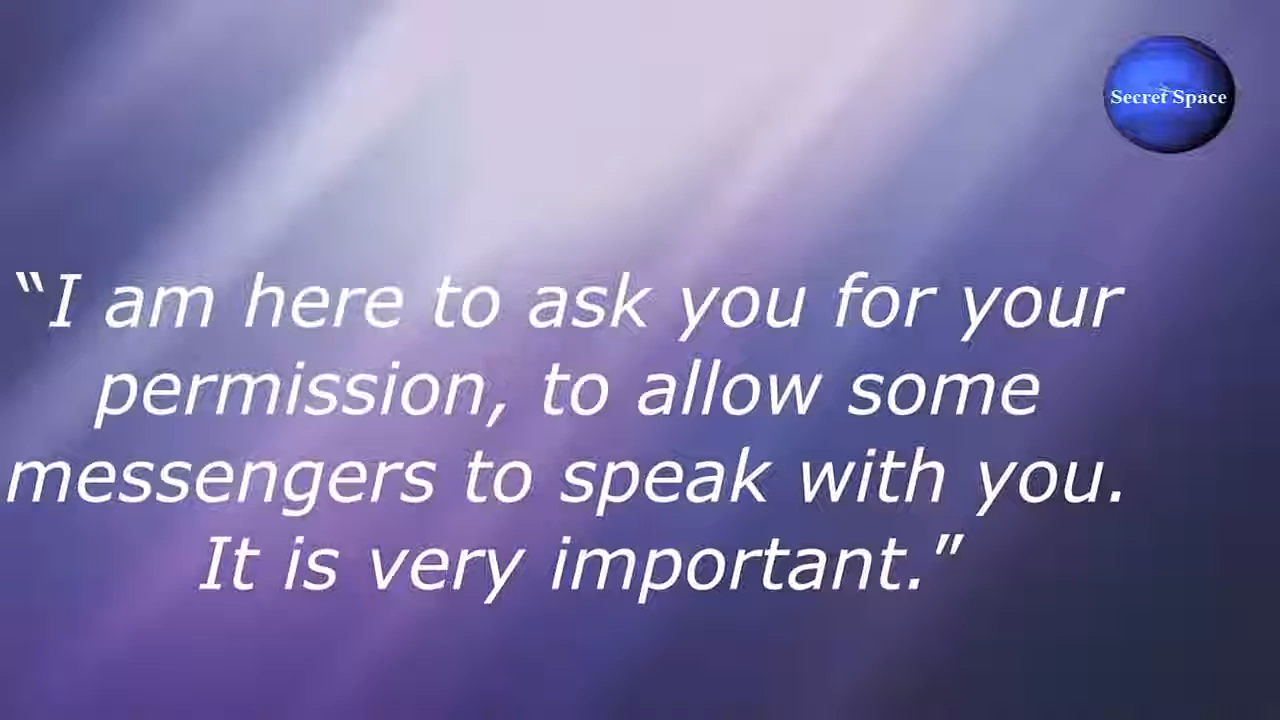 Secret Space
“I am here to ask you for your
permission, to allow some
messengers to speak with you.
It is very important.”